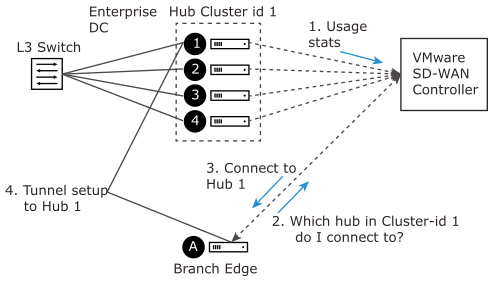 Enterprise
DC
Hub Cluster id 1
1. Usage
stats
L3 Switch
1
2
3
4
VMware
SD-WAN
Controller
3. Connect to
Hub 1
4. Tunnel setup
to Hub 1
2. Which hub in Cluster-id 1
do I connect to?
A
Branch Edge